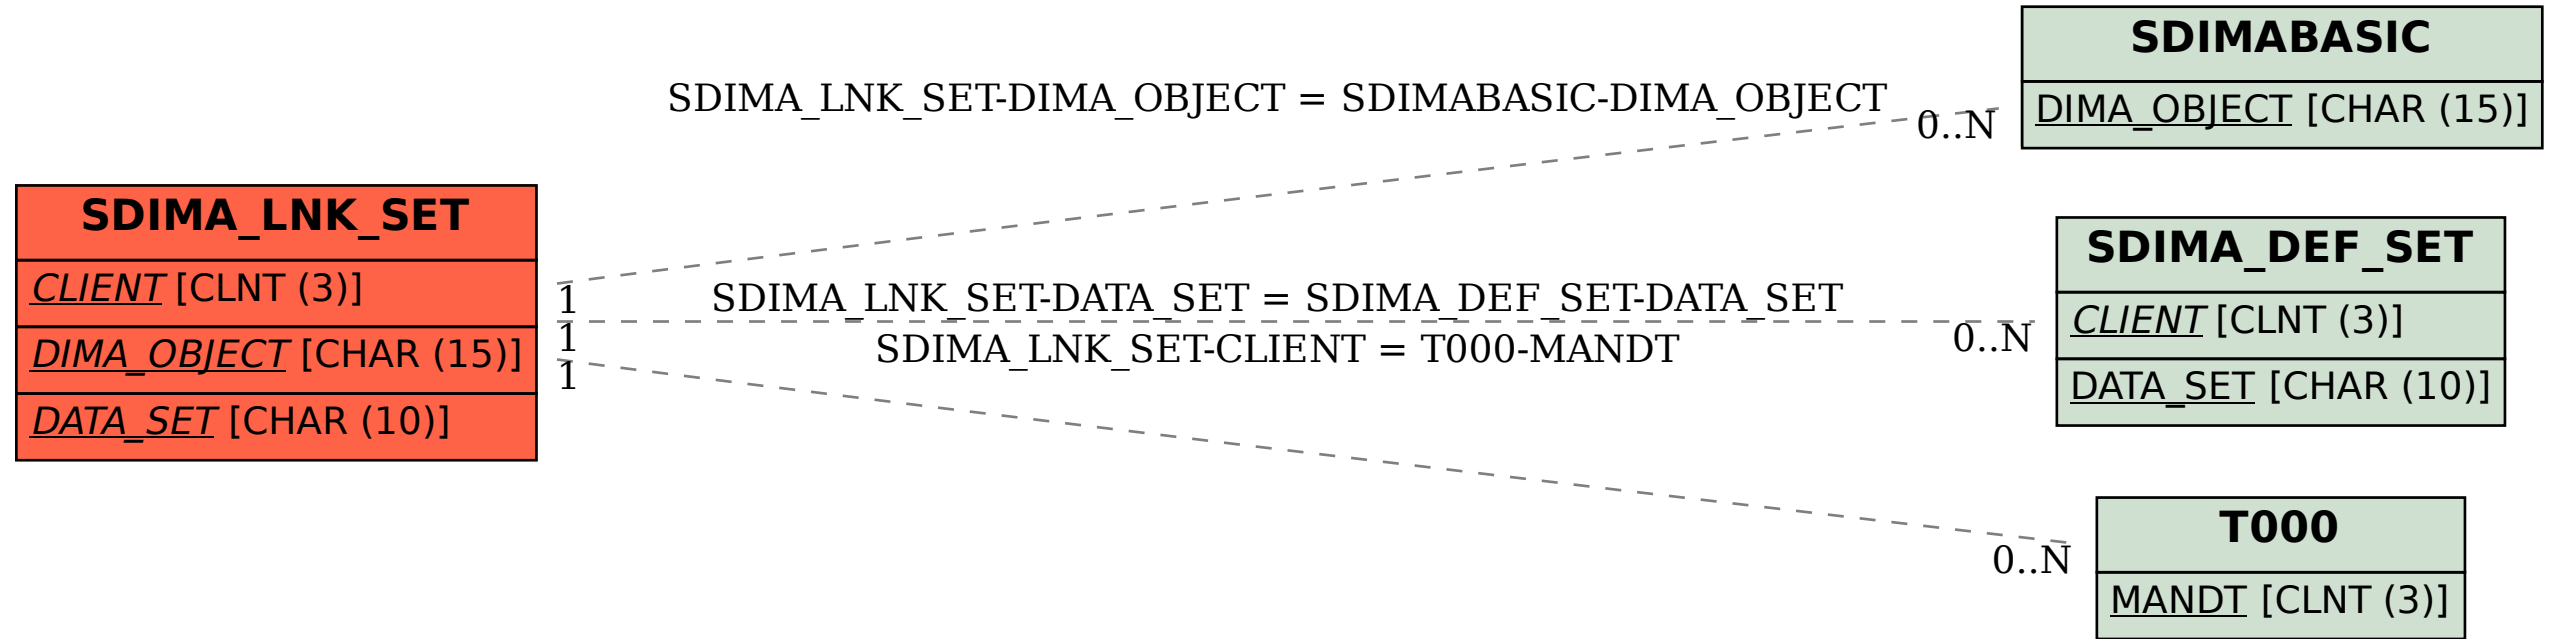 SDIMABASIC
DIMA_OBJECT [CHAR (15)]
SDIMA_LNK_SET-DIMA_OBJECT = SDIMABASIC-DIMA_OBJECT
0..N
SDIMA_LNK_SET
CLIENT [CLNT (3)]
DIMA_OBJECT [CHAR (15)]
DATA_SET [CHAR (10)]
1
1
1
SDIMA_LNK_SET-DATA_SET = SDIMA_DEF_SET-DATA_SET
0..N
SDIMA_LNK_SET-CLIENT = T000-MANDT
SDIMA_DEF_SET
CLIENT [CLNT (3)]
DATA_SET [CHAR (10)]
0..N
T000
MANDT [CLNT (3)]